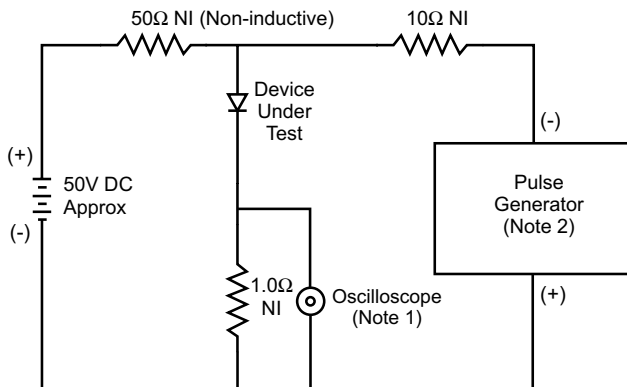 50Ω NI (Non-inductive)
10Ω NI
Device
Under
Test
(+)
50V DC
Approx
(-)
(-)
Pulse
Generator
(Note 2)
(+)
1.0Ω
NI
Oscilloscope
(Note 1)